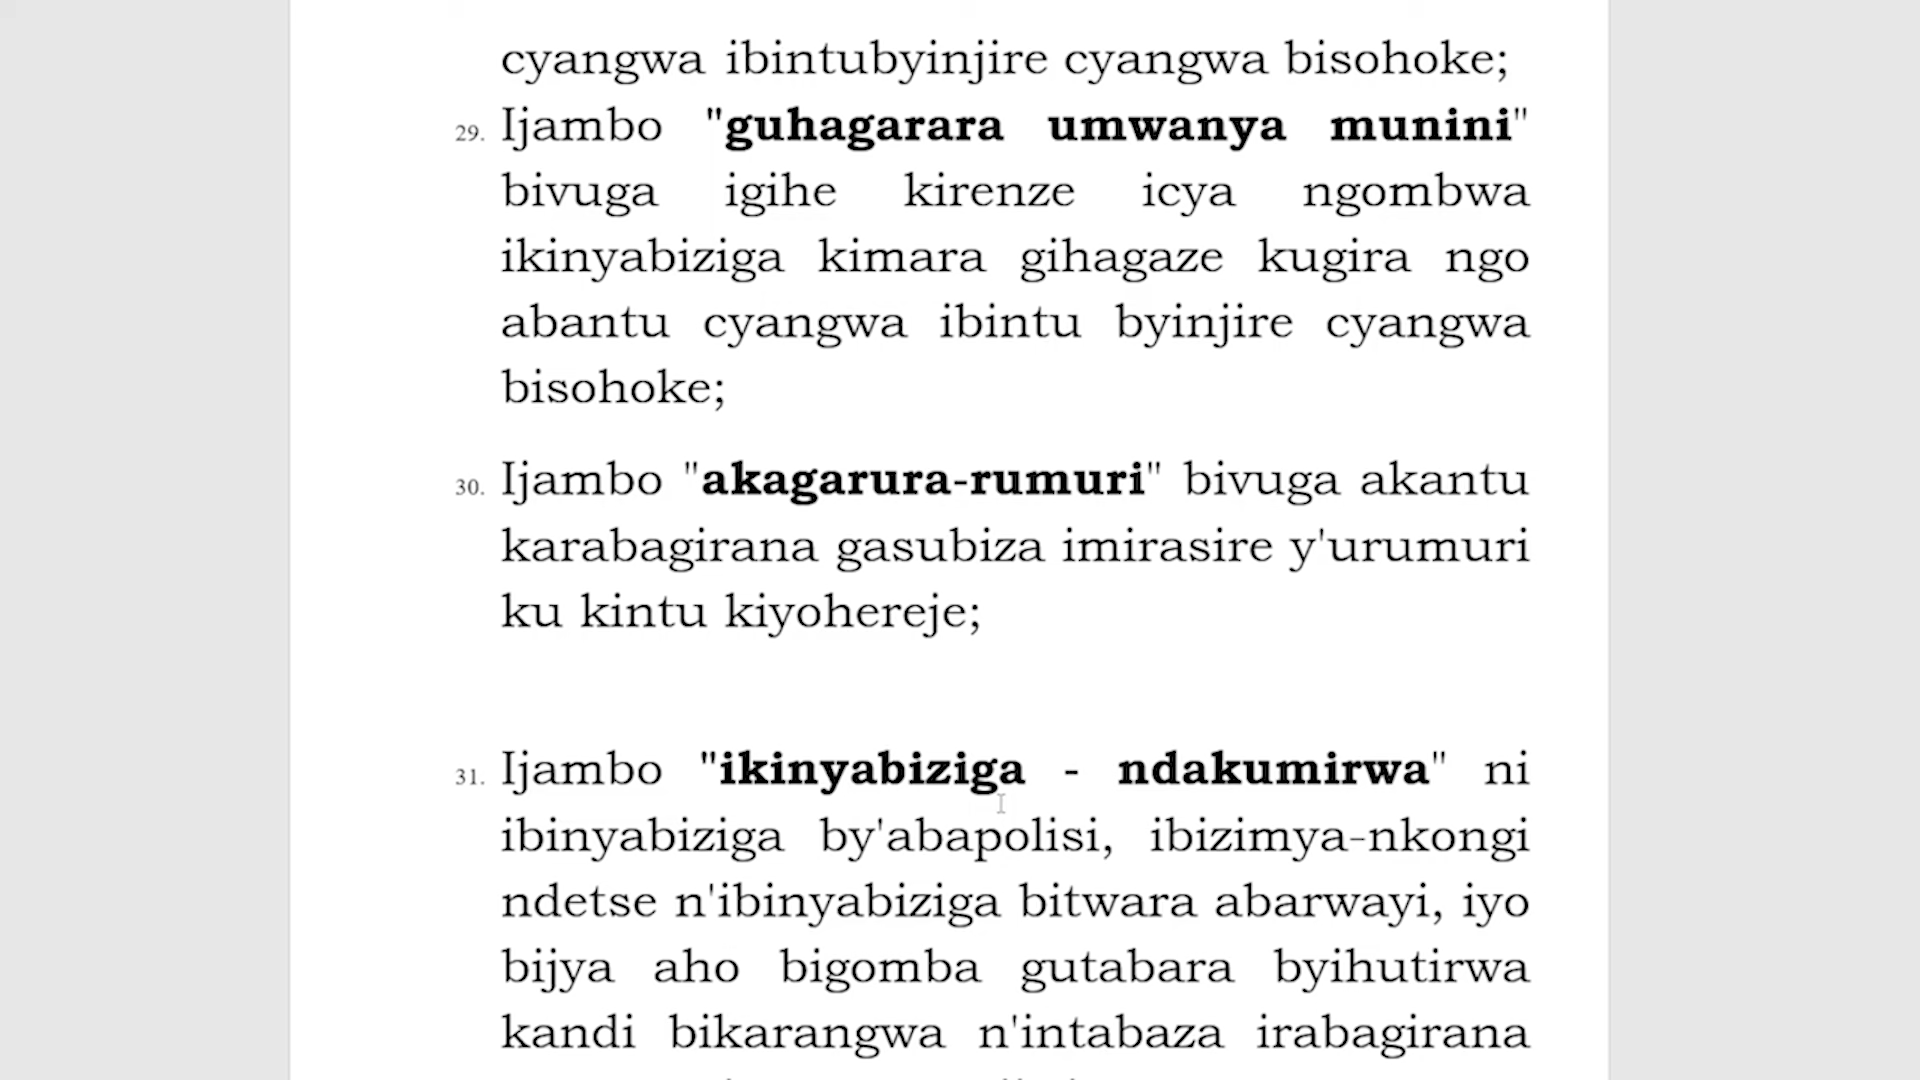 cyangwa ibintubyinjire cyangwa bisohoke;
29. Ijambo "guhagarara umwanya munini"
bivuga igihe kirenze icya ngombwa
ikinyabiziga kimara gihagaze kugira ngo
abantu cyangwa ibintu byinjire cyangwa
bisohoke;
30. Ijambo "akagarura-rumuri" bivuga akantu
karabagirana gasubiza imirasire y'urumuri
ku kintu kiyohereje;
31. Ijambo "ikinyabiziga - ndakumirwa" ni
ibinyabiziga by'abapolisi, ibizimya-nkongi
ndetse n'ibinyabiziga bitwara abarwayi, iyo
bijya aho bigomba gutabara byihutirwa
kandi bikarangwa n'intabaza irabagirana